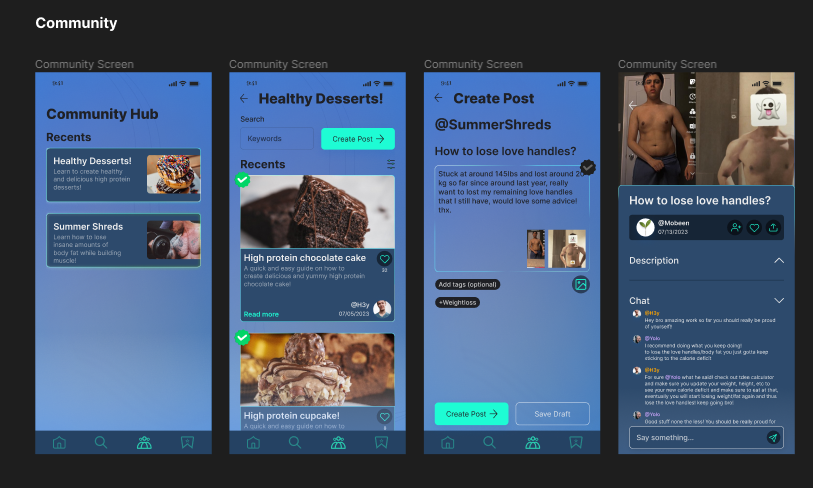 Community
Community Screen
9:41
Community Hub
Recents
Healthy Desserts!
Learn to create healthy
and delicious high protein
desserts!
Summer Shreds
Learn how to lose
insane amounts of
body fat while building
muscle!
Community Screen
9:41
Healthy Desserts!
Search
Keywords
Create Post
Recents
High protein chocolate cake
A quick and easy guide on how to
create delicious and yummy high protein
chocolate cake!
@H3y
Read more
07/05/2023
High protein cupcake!
A quick and easy guide on how to
Community Screen
9:41
Create Post
@SummerShreds
How to lose love handles?
Stuck at around 145lbs and lost around 20
kg so far since around last year, really
want to lost my remaining love handles
that I still have, would love some advice!
thx.
Add tags (optional)
+Weightloss
Create Post
Save Draft
Community Screen
9:41
How to lose love handles?
@Mobeen
07/13/2023
Description
Chat
@H3y
Hey bro amazing work so far you should really be proud
of yourself!
@Yolo
I recommend doing what you keep doing!
to lose the love handles/body fat you just gotta keep
sticking to the calorie deficit
@H3y
For sure @Yolo what he said! check out tdee calculator
and make sure you update your weight, height, etc to
use your new calorie deficit and make sure to eat at that,
eventually you will start losing weight/fat again and thus
lose the love handles! keep going bro!
@Yolo
Good stuff none the less! You should be really proud for
Say something...